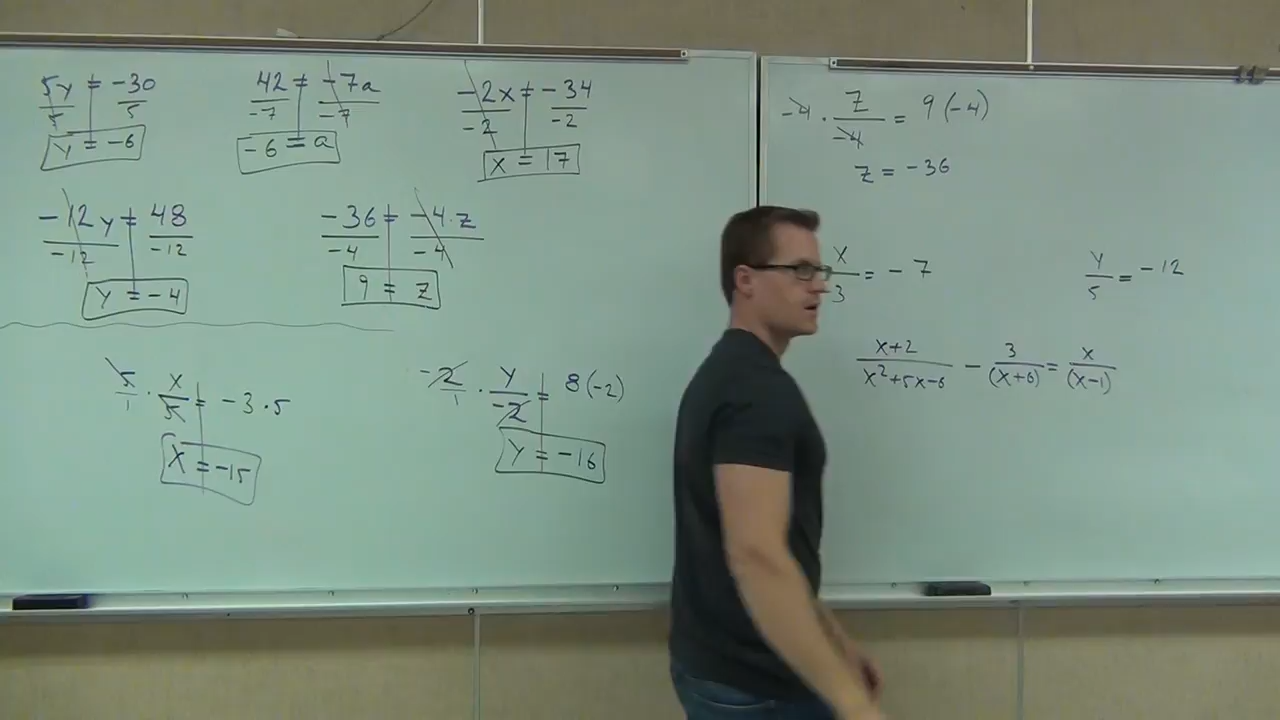 5y = -30
5 5
y = -6
42 = -7a
-7 -7
-6 = a
-2x = -34
-2 -2
x = 17
-12y = 48
-12 -12
y = -4
-36 = -4·z
-4 -4
9 = z
5/1 · x/5 = -3·5
x = -15
-2/1 · y/-2 = 8(-2)
y = -16
-4 · z/-4 = 9(-4)
z = -36
x/3 = -7
y/5 = -12
x+2/x²+5x-6 - 3/(x+6) = x/(x-1)